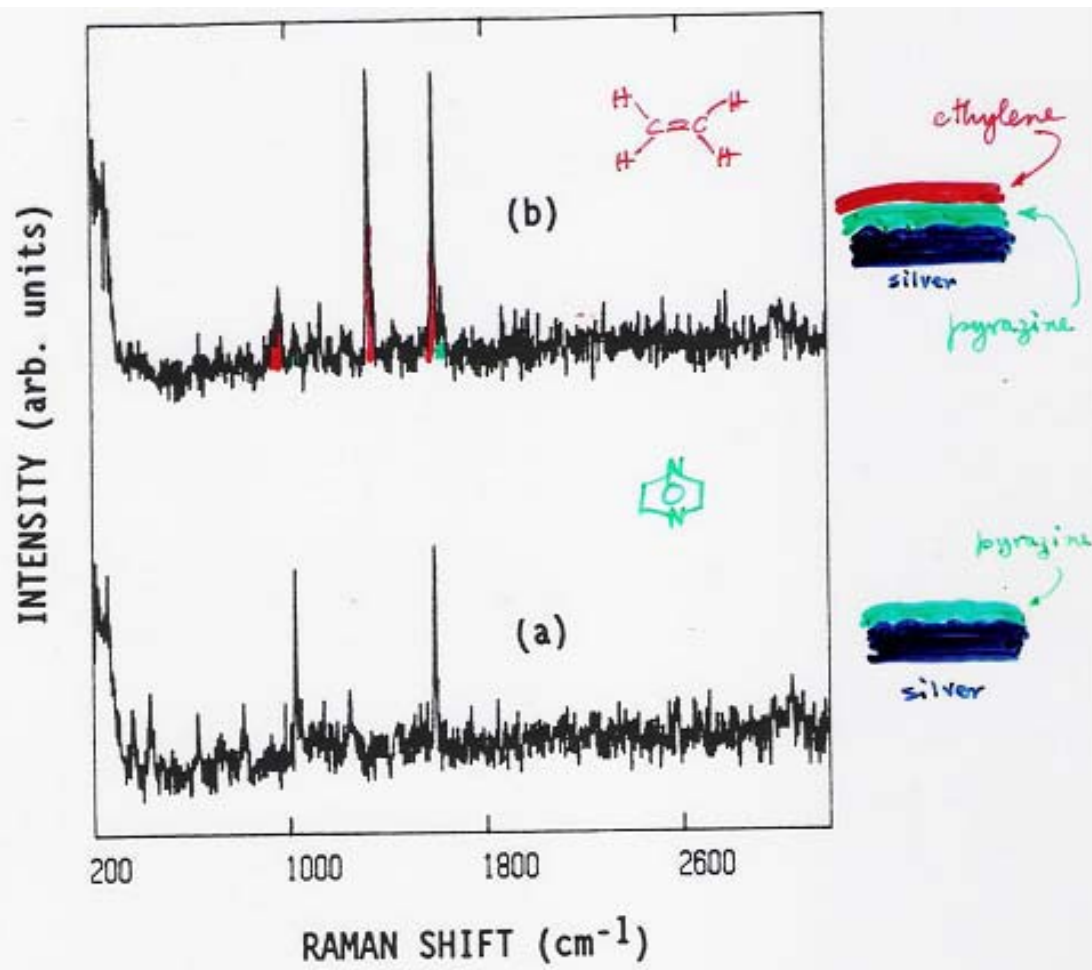 INTENSITY (arb. units)
H H
C=C
H H
(b)
ethylene
silver
pyrazine
N
N
(a)
pyrazine
silver
200 1000 1800 2600
RAMAN SHIFT (cm⁻¹)